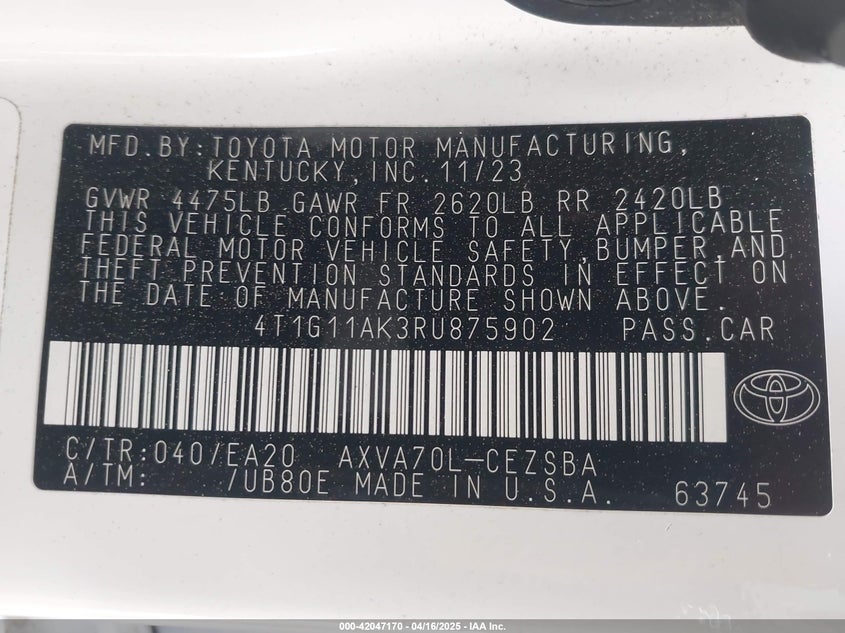 MFD.BY:TOYOTA MOTOR MANUFACTURING,
KENTUCKY,INC.11/23
GVWR 4475LB GAWR FR 2620LB RR 2420LB
THIS VEHICLE CONFORMS TO ALL APPLICABLE
FEDERAL MOTOR VEHICLE SAFETY,BUMPER,AND
THEFT PREVENTION STANDARDS IN EFFECT ON
THE DATE OF MANUFACTURE SHOWN ABOVE.
4T1G11AK3RU875902 PASS.CAR
C/TR:040/EA20 AXVA70L-CEZSBA
A/TM: /UB80E MADE IN U.S.A. 63745
000-42047170 - 04/16/2025 - IAA Inc.